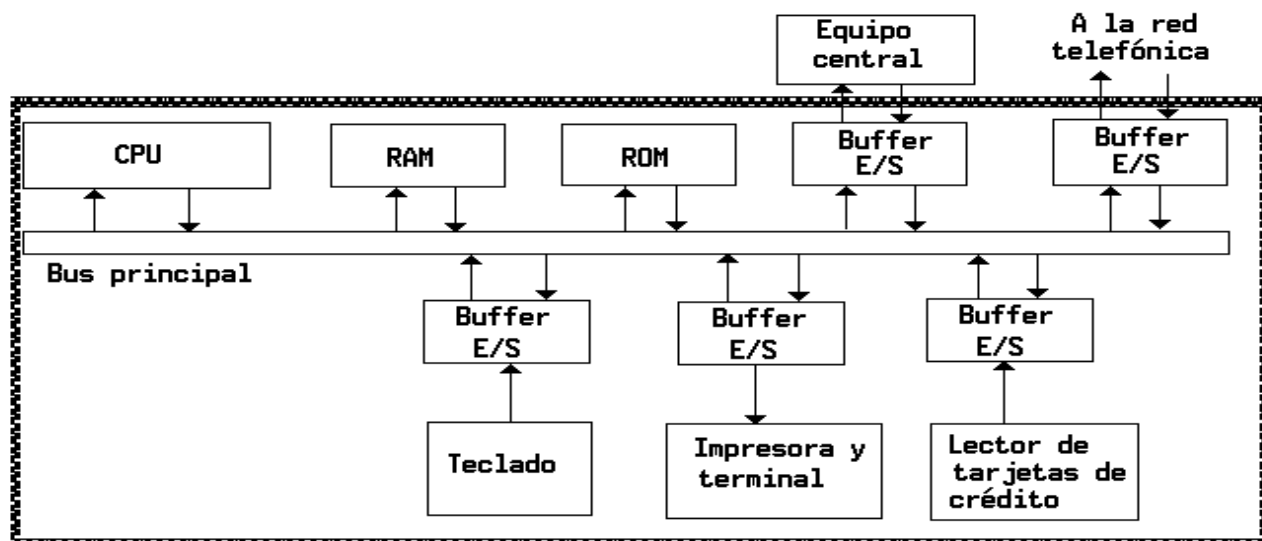 Equipo
central
A la red
telefónica
CPU
RAM
ROM
Buffer
E/S
Buffer
E/S
Bus principal
Buffer
E/S
Buffer
E/S
Buffer
E/S
Teclado
Impresora y
terminal
Lector de
tarjetas de
crédito